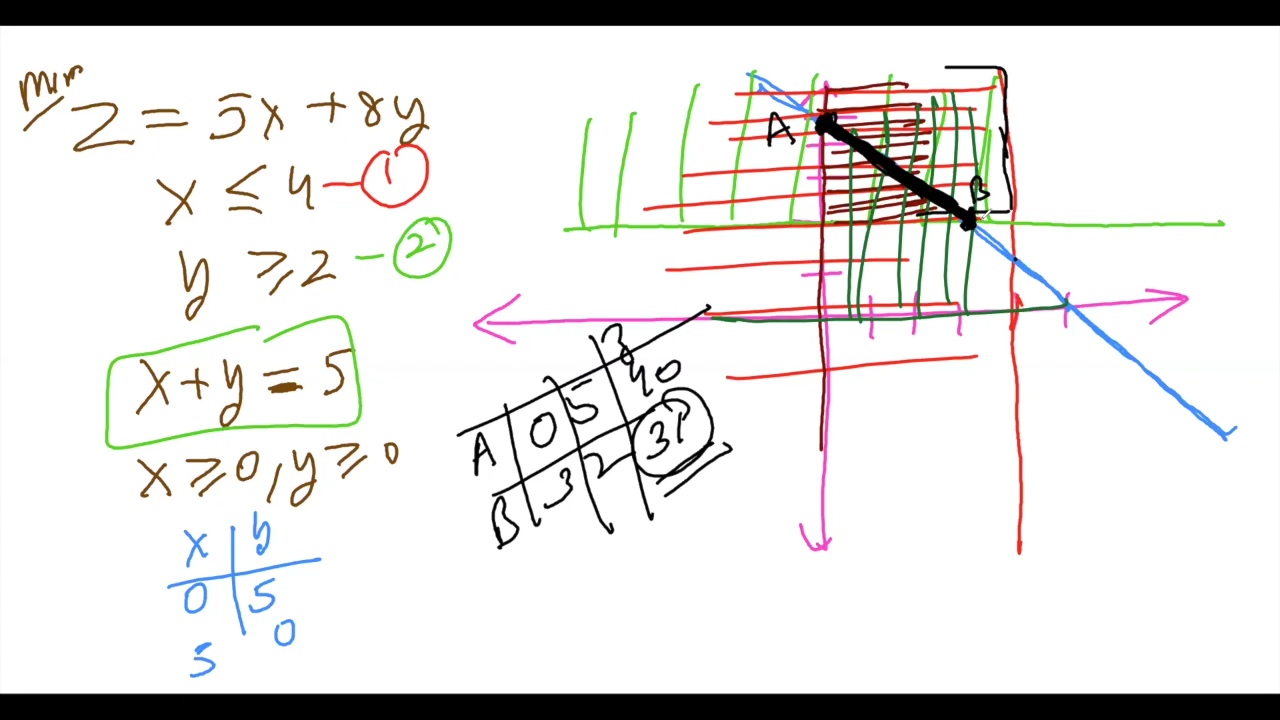 min
Z = 5x + 8y
x ≤ 4 — 1
y ≥ 2 — 2
x + y = 5
x ≥ 0, y ≥ 0
x y
0 5
5 0
A
B
3
A 0 5 40
B 3 2 31